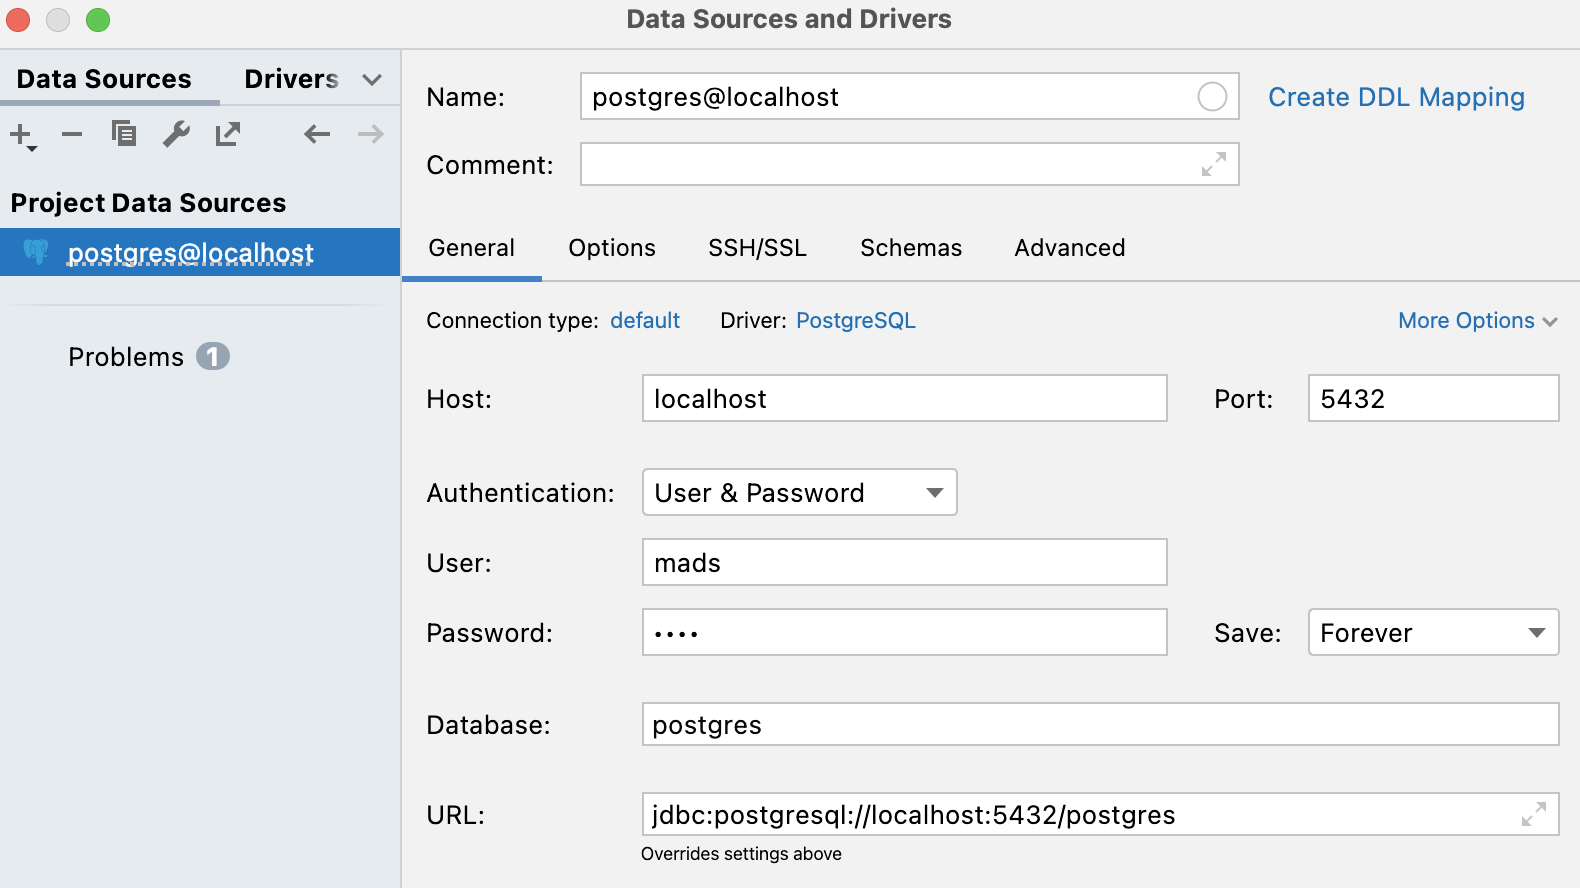 Data Sources and Drivers
Data Sources Drivers
Name: postgres@localhost Create DDL Mapping
Comment:
Project Data Sources
postgres@localhost
Problems 1
General Options SSH/SSL Schemas Advanced
Connection type: default Driver: PostgreSQL More Options
Host: localhost Port: 5432
Authentication: User & Password
User: mads
Password: ••••  Save: Forever
Database: postgres
URL: jdbc:postgresql://localhost:5432/postgres
Overrides settings above